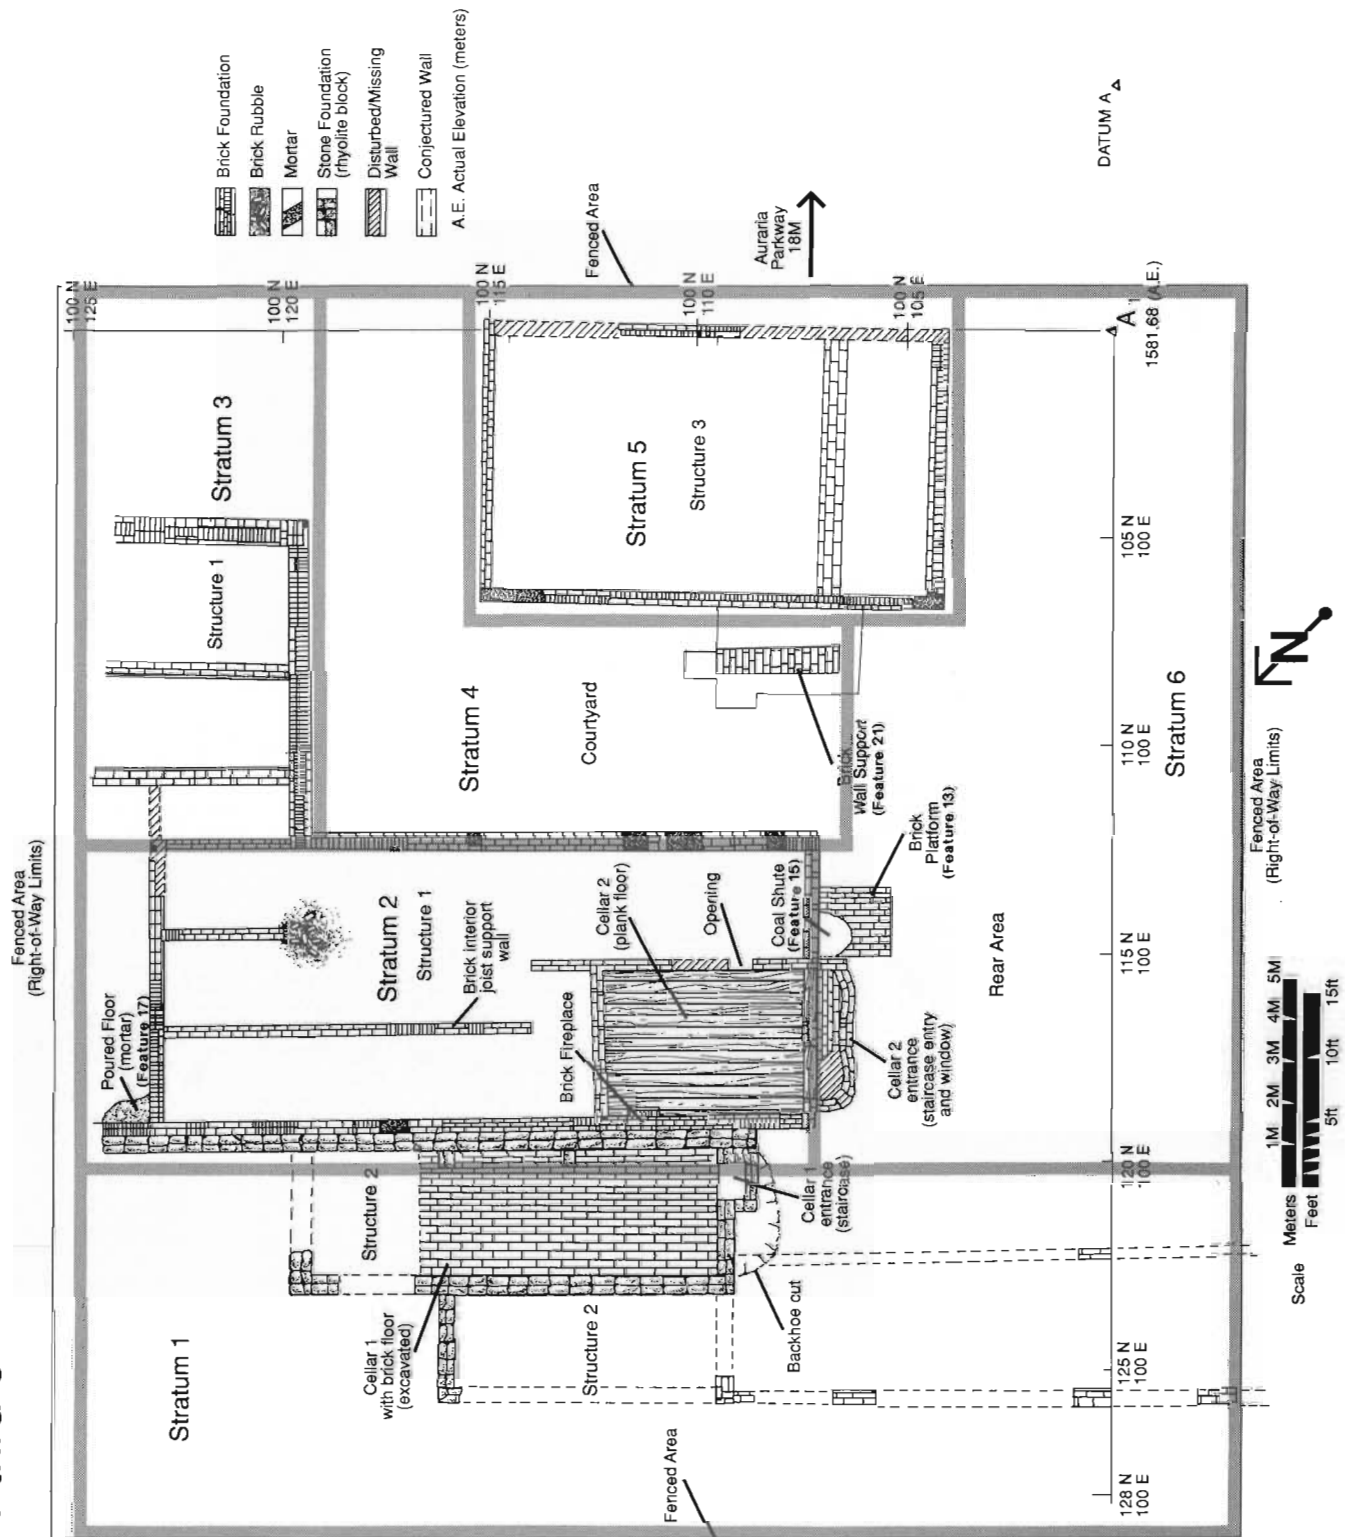 Brick Foundation
Brick Rubble
Mortar
Stone Foundation
(rhyolite block)
Disturbed/Missing
Wall
Conjectured Wall
A.E. Actual Elevation (meters)
Fenced Area
(Right-of-Way Limits)
100 N
125 E
100 N
120 E
100 N
115 E
100 N
110 E
100 N
105 E
Fenced Area
Auraria
Parkway
18M
DATUM A
A
1581.68 (A.E.)
Stratum 3
Structure 1
Stratum 5
Structure 3
Stratum 4
Courtyard
Brick
Wall Support
(Feature 21)
Brick
Platform
(Feature 13)
Stratum 2
Structure 1
Poured Floor
(mortar)
(Feature 17)
Brick interior
joist support
wall
Brick Fireplace
Cellar 2
(plank floor)
Opening
Coal Shute
(Feature 15)
Cellar 2
entrance
(staircase entry
and window)
Rear Area
Stratum 6
105 N
100 E
110 N
100 E
115 N
100 E
120 N
100 E
125 N
100 E
128 N
100 E
Stratum 1
Structure 2
Cellar 1
with brick floor
(excavated)
Structure 2
Cellar 1
entrance
(staircase)
Backhoe cut
Fenced Area
Fenced Area
(Right-of-Way Limits)
N
Scale
Meters
1M 2M 3M 4M 5M
Feet
5ft 10ft 15ft